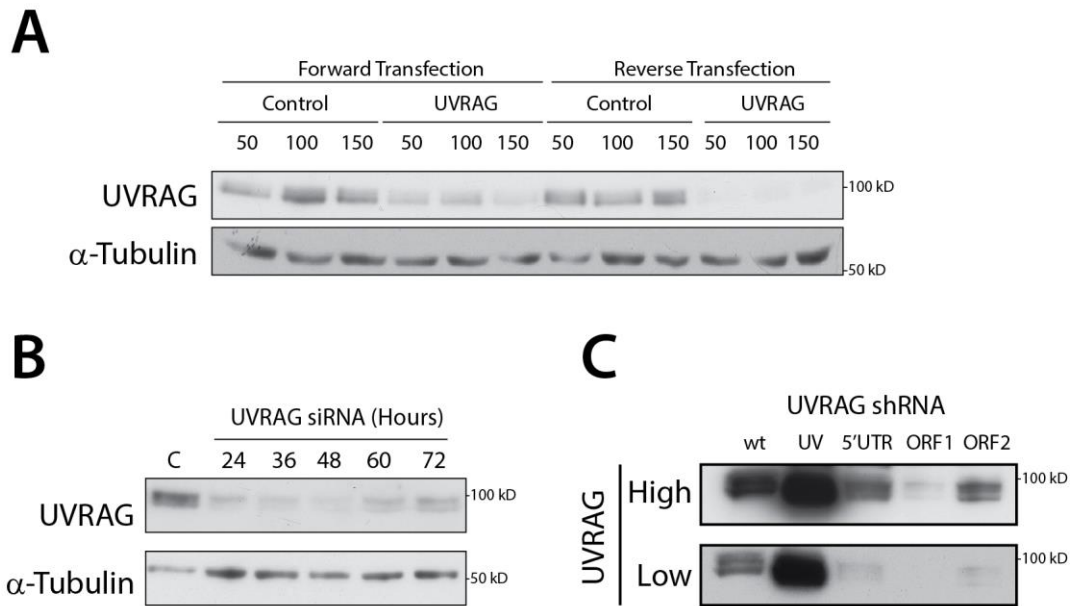 A
Forward Transfection Reverse Transfection
Control UVRAG Control UVRAG
50 100 150 50 100 150 50 100 150 50 100 150
UVRAG
-100 kD
α-Tubulin
-50 kD
B
UVRAG siRNA (Hours)
C 24 36 48 60 72
UVRAG
-100 kD
α-Tubulin
-50 kD
C
UVRAG shRNA
wt UV 5'UTR ORF1 ORF2
UVRAG
High
-100 kD
Low
-100 kD